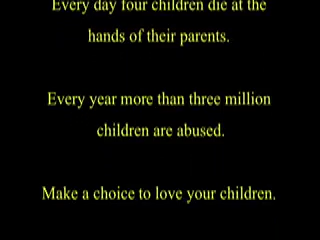 Every day four children die at the
hands of their parents.
Every year more than three million
children are abused.
Make a choice to love your children.